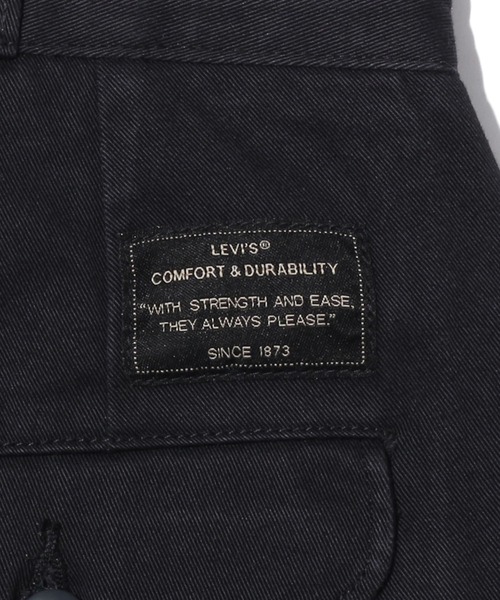 LEVI'S®
COMFORT & DURABILITY
"WITH STRENGTH AND EASE,
THEY ALWAYS PLEASE."
SINCE 1873